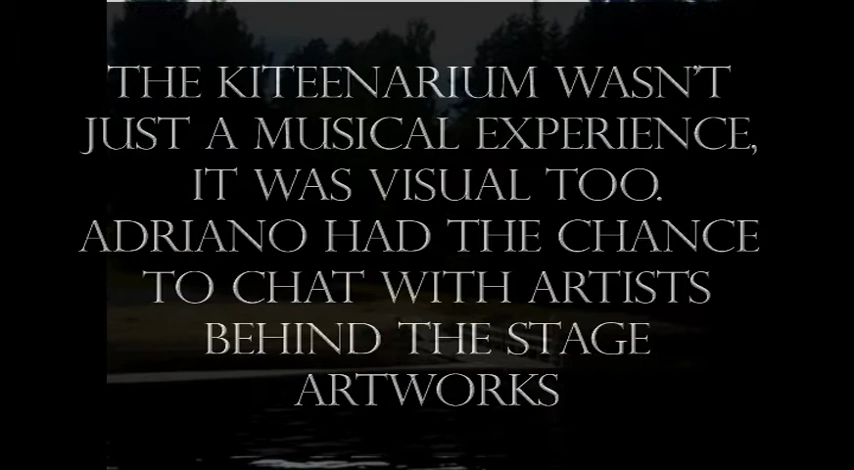 THE KITEENARIUM WASN'T
JUST A MUSICAL EXPERIENCE,
IT WAS VISUAL TOO.
ADRIANO HAD THE CHANCE
TO CHAT WITH ARTISTS
BEHIND THE STAGE
ARTWORKS